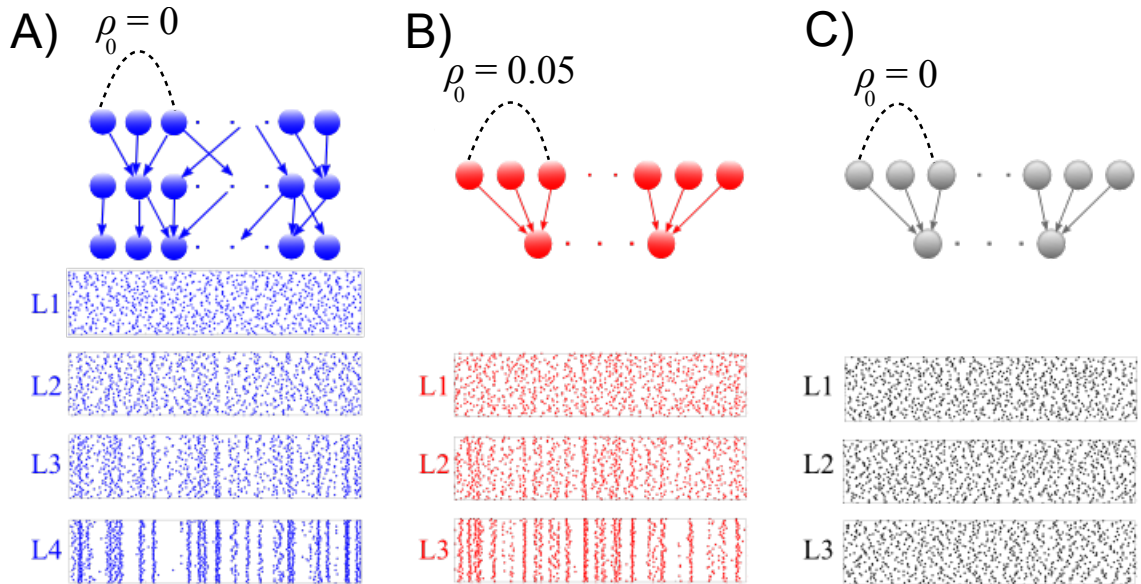 A)
ρ0 = 0
L1
L2
L3
L4
B)
ρ0 = 0.05
L1
L2
L3
C)
ρ0 = 0
L1
L2
L3